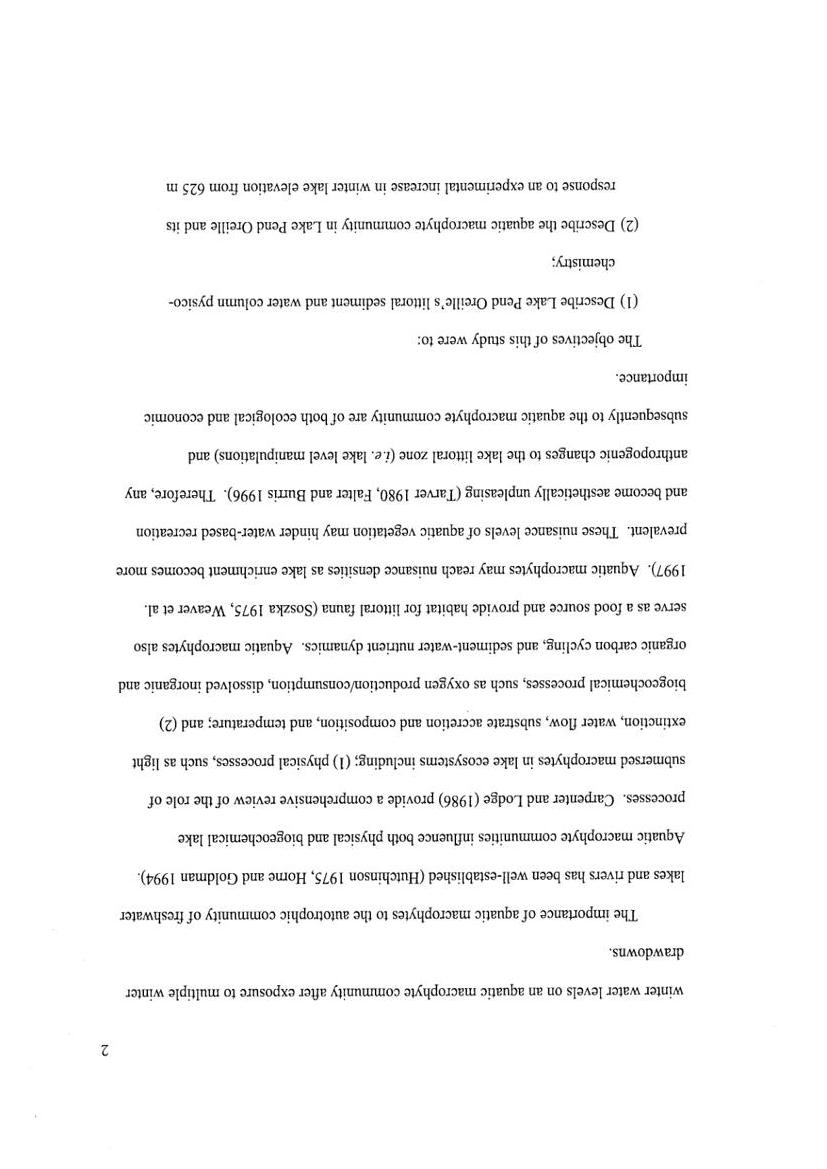 2
winter water levels on an aquatic macrophyte community after exposure to multiple winter
drawdowns.
The importance of aquatic macrophytes to the autotrophic community of freshwater
lakes and rivers has been well-established (Hutchinson 1975, Horne and Goldman 1994).
Aquatic macrophyte communities influence both physical and biogeochemical lake
processes. Carpenter and Lodge (1986) provide a comprehensive review of the role of
submersed macrophytes in lake ecosystems including; (1) physical processes, such as light
extinction, water flow, substrate accretion and composition, and temperature; and (2)
biogeochemical processes, such as oxygen production/consumption, dissolved inorganic and
organic carbon cycling, and sediment-water nutrient dynamics. Aquatic macrophytes also
serve as a food source and provide habitat for littoral fauna (Soszka 1975, Weaver et al.
1997). Aquatic macrophytes may reach nuisance densities as lake enrichment becomes more
prevalent. These nuisance levels of aquatic vegetation may hinder water-based recreation
and become aesthetically unpleasing (Tarver 1980, Falter and Burris 1996). Therefore, any
anthropogenic changes to the lake littoral zone (i.e. lake level manipulations) and
subsequently to the aquatic macrophyte community are of both ecological and economic
importance.
The objectives of this study were to:
(1) Describe Lake Pend Oreille's littoral sediment and water column pysico-
chemistry;
(2) Describe the aquatic macrophyte community in Lake Pend Oreille and its
response to an experimental increase in winter lake elevation from 625 m